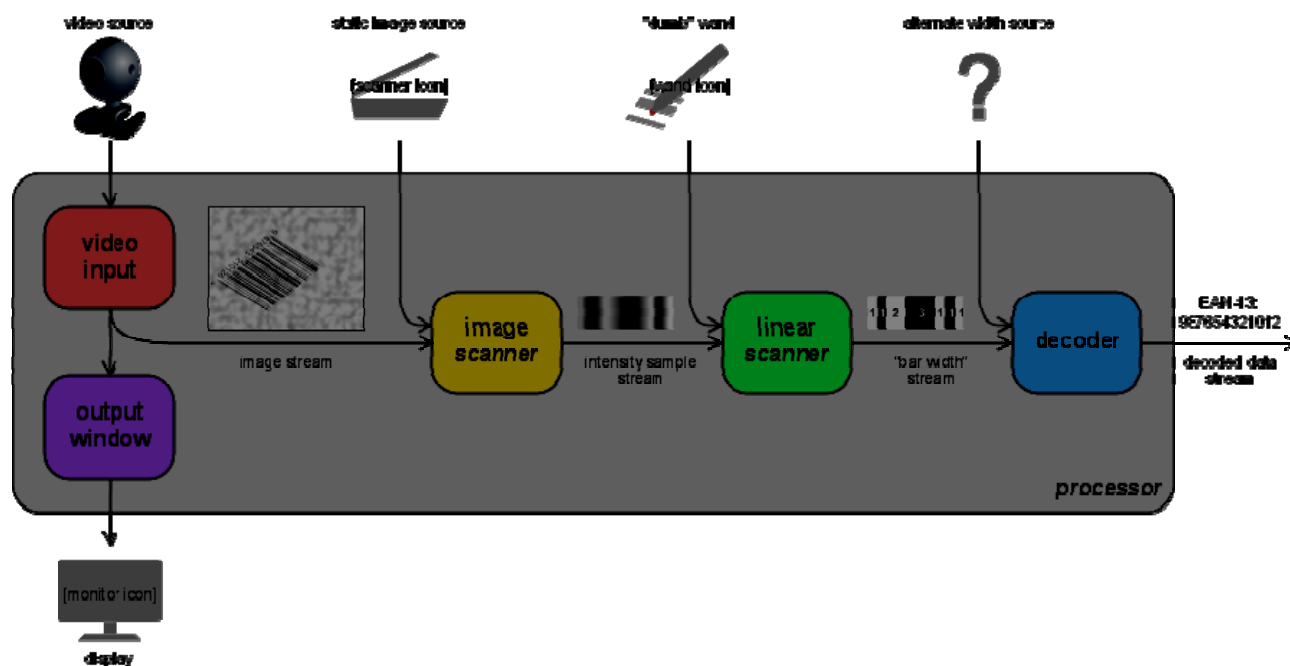 video source
static image source
"dumb" wand
alternate width source
[scanner icon]
[wand icon]
video
input
image
scanner
linear
scanner
decoder
EAN-13:
987654321012
image stream
intensity sample
stream
"bar width"
stream
decoded data
stream
output
window
processor
[monitor icon]
display